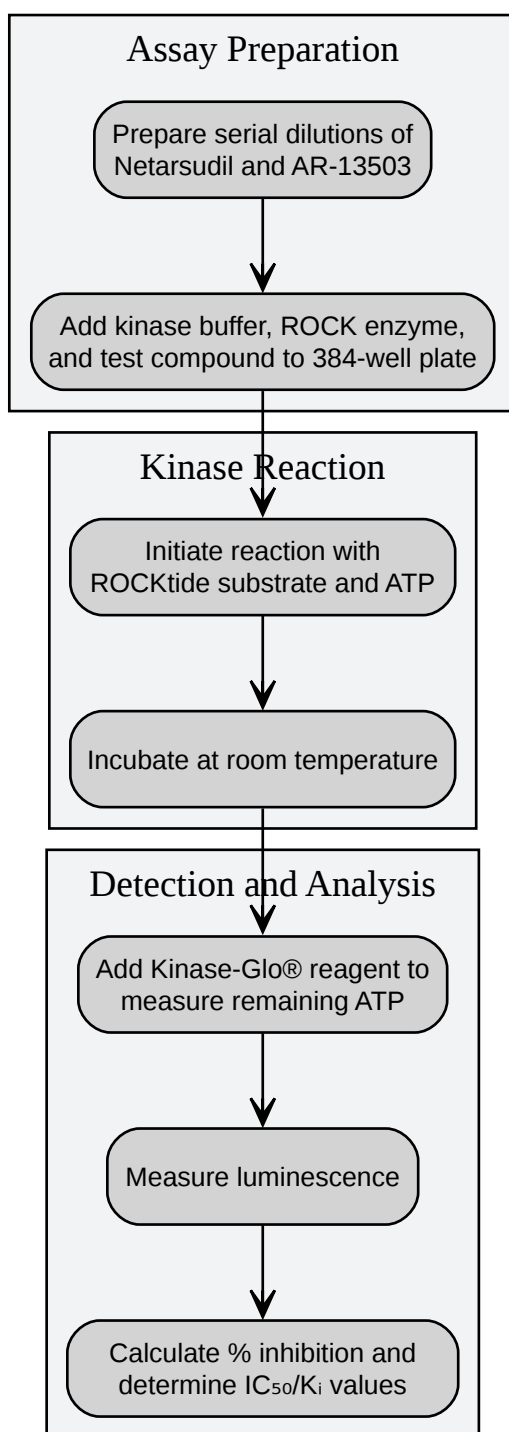 Assay Preparation
Prepare serial dilutions of
Netarsudil and AR-13503
Add kinase buffer, ROCK enzyme,
and test compound to 384-well plate
Kinase Reaction
Initiate reaction with
ROCKtide substrate and ATP
Incubate at room temperature
Detection and Analysis
Add Kinase-Glo® reagent to
measure remaining ATP
Measure luminescence
Calculate % inhibition and
determine IC₅₀/Kᵢ values